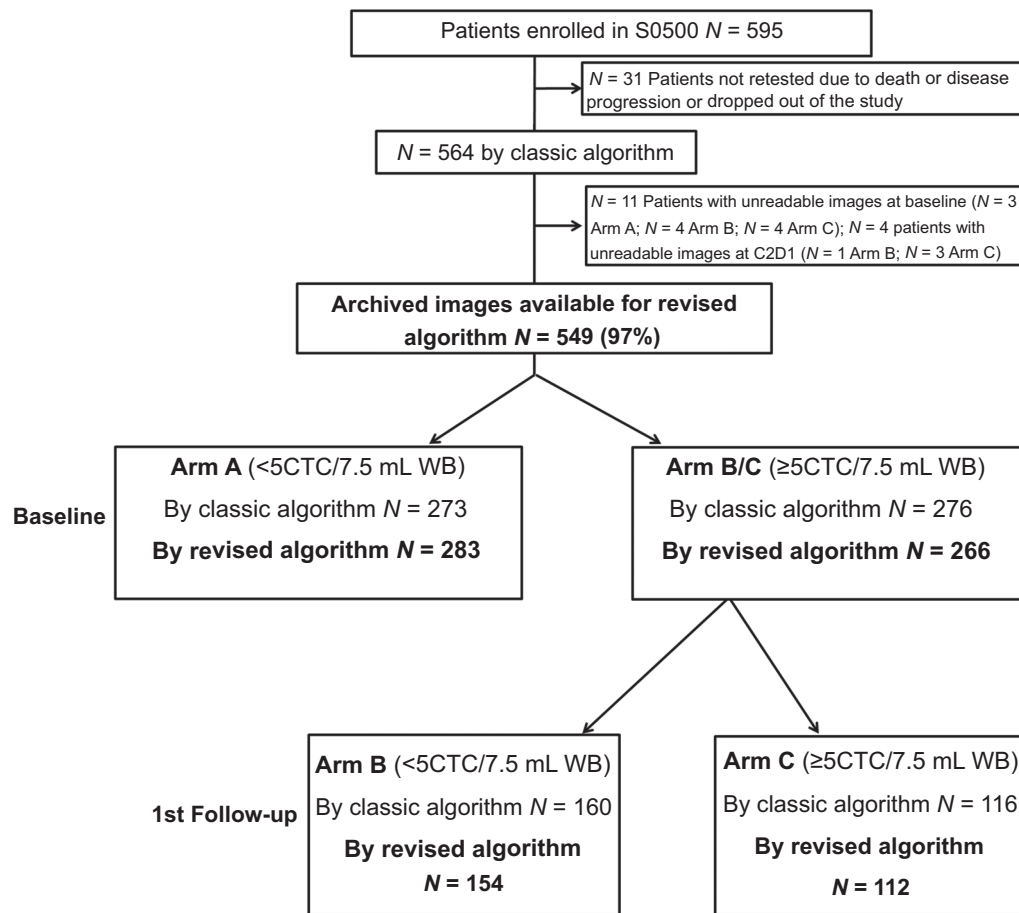 Patients enrolled in S0500 N = 595
N = 31 Patients not retested due to death or disease
progression or dropped out of the study
N = 564 by classic algorithm
N = 11 Patients with unreadable images at baseline (N = 3
Arm A; N = 4 Arm B; N = 4 Arm C); N = 4 patients with
unreadable images at C2D1 (N = 1 Arm B; N = 3 Arm C)
Archived images available for revised
algorithm N = 549 (97%)
Baseline
Arm A (<5CTC/7.5 mL WB)
By classic algorithm N = 273
By revised algorithm N = 283
Arm B/C (≥5CTC/7.5 mL WB)
By classic algorithm N = 276
By revised algorithm N = 266
1st Follow-up
Arm B (<5CTC/7.5 mL WB)
By classic algorithm N = 160
By revised algorithm
N = 154
Arm C (≥5CTC/7.5 mL WB)
By classic algorithm N = 116
By revised algorithm
N = 112